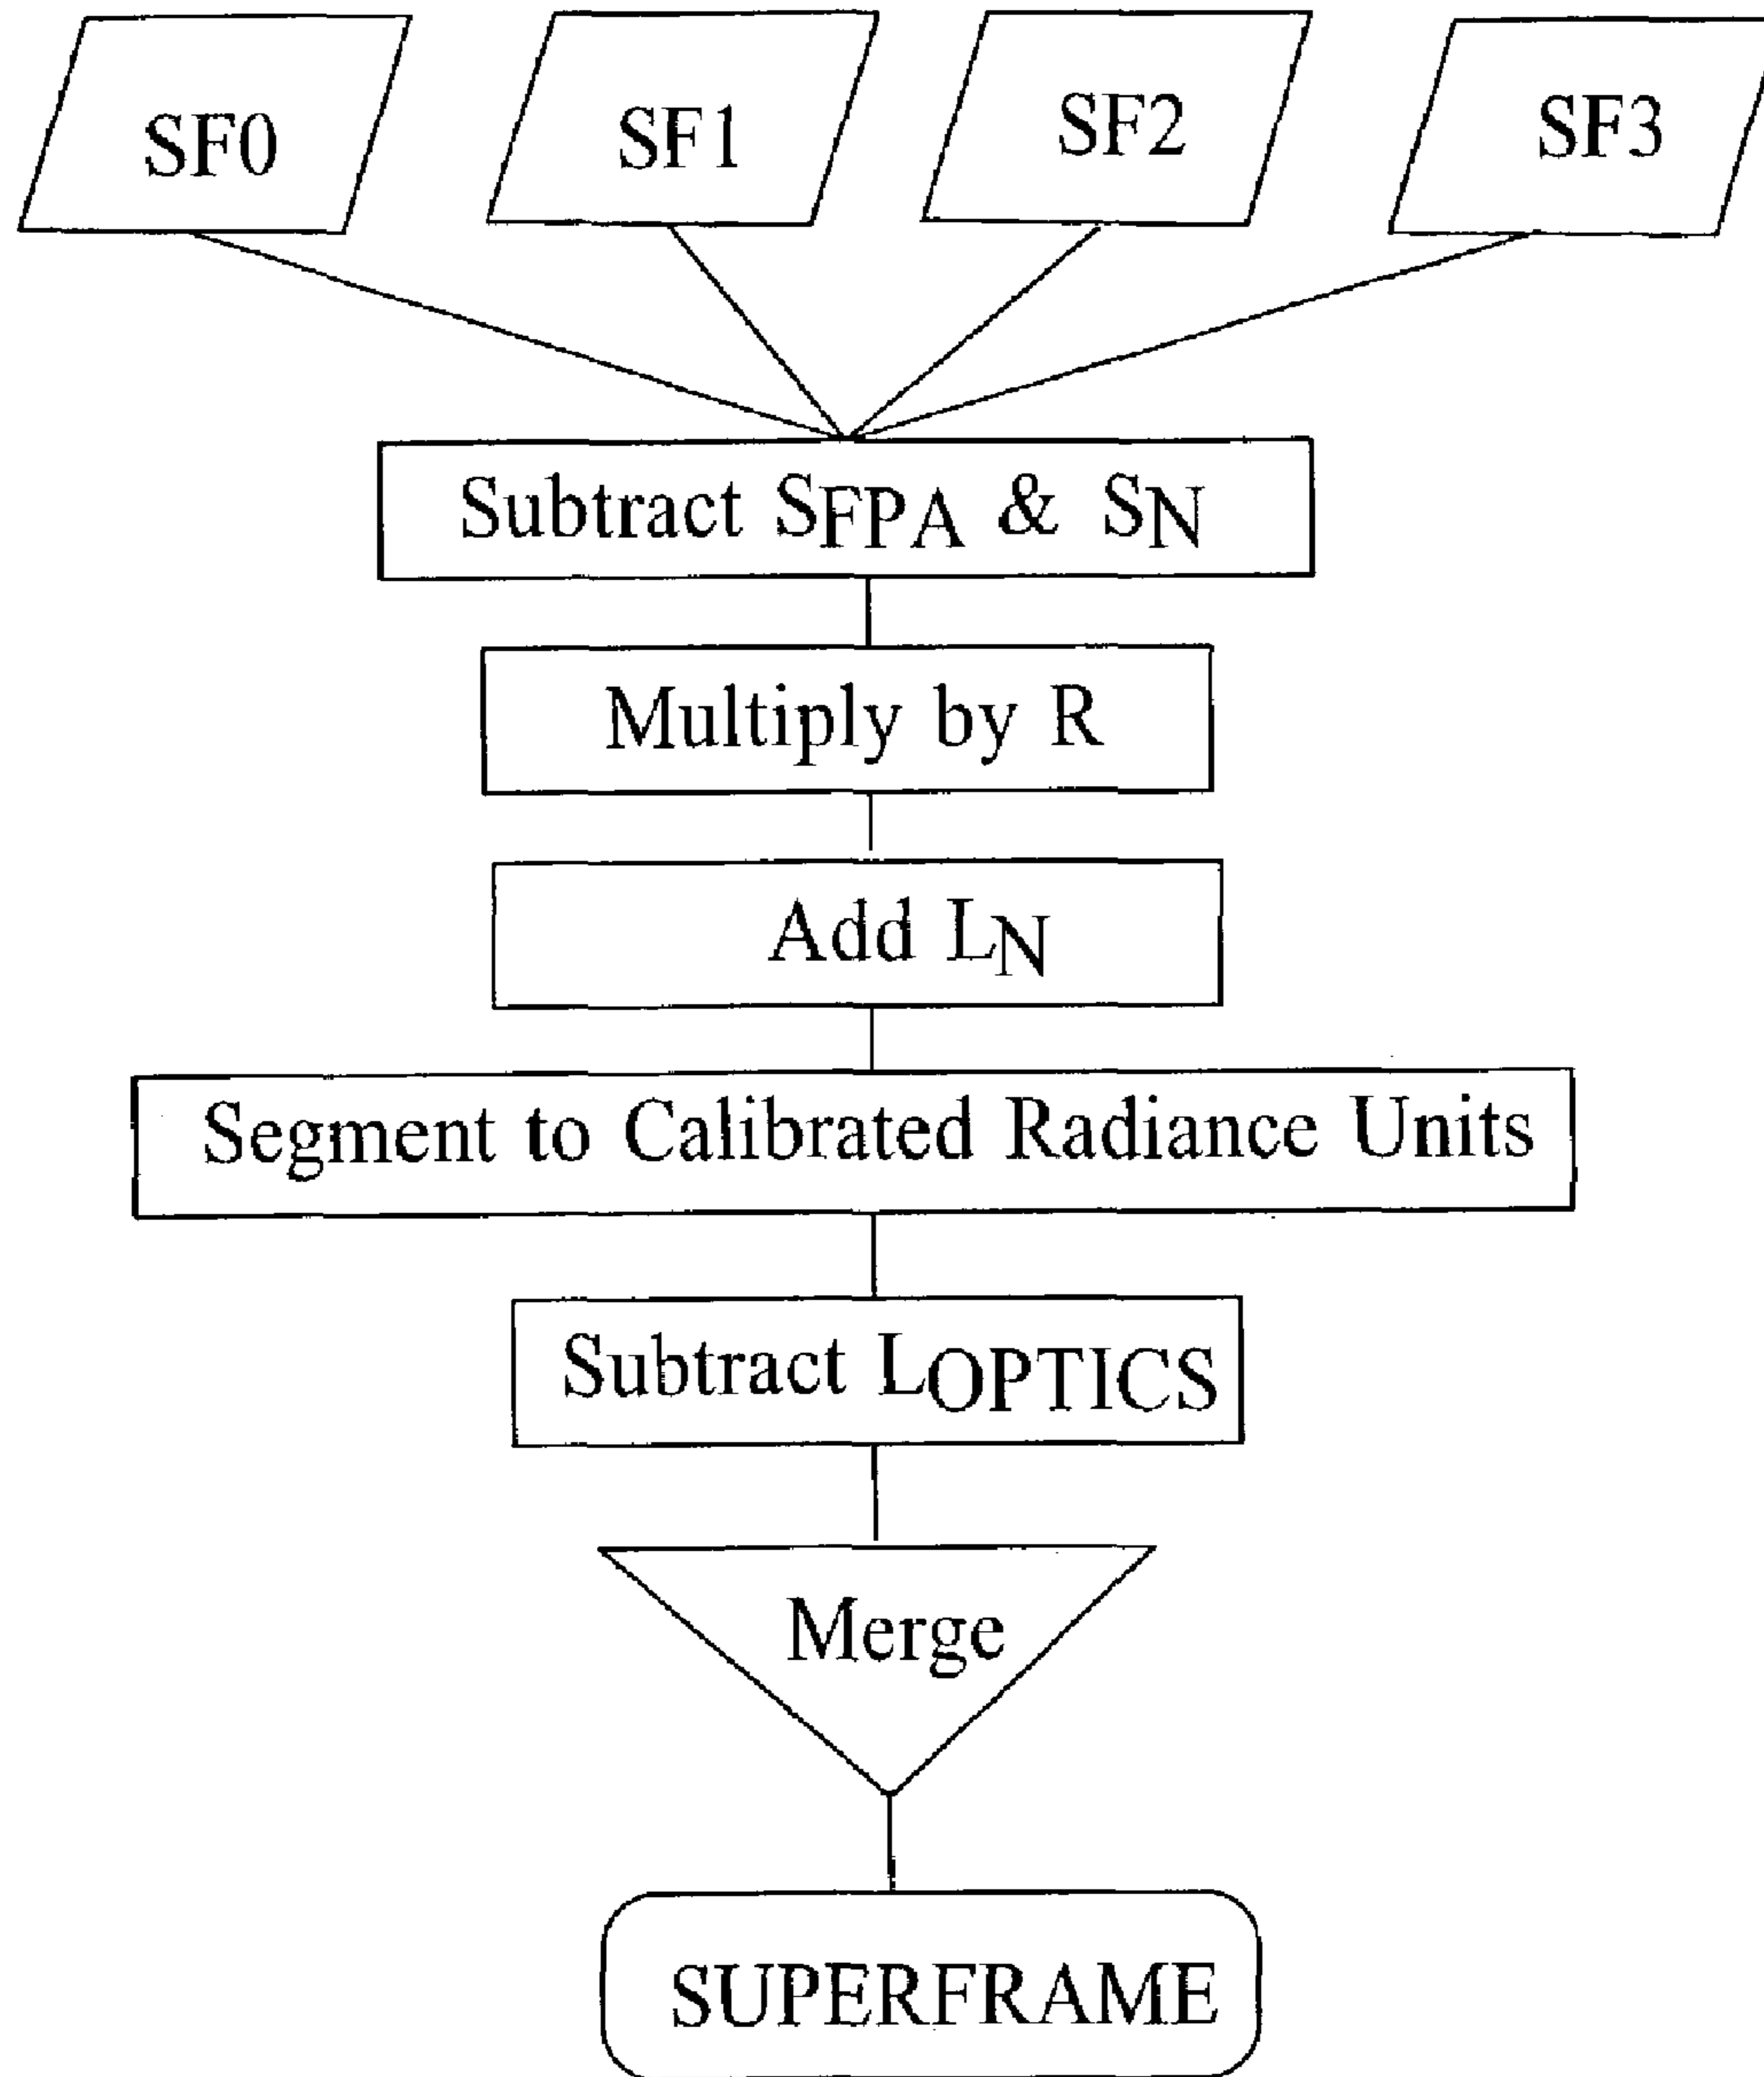 SF0 SF1 SF2 SF3
Subtract SFPA & SN
Multiply by R
Add LN
Segment to Calibrated Radiance Units
Subtract LOPTICS
Merge
SUPERFRAME